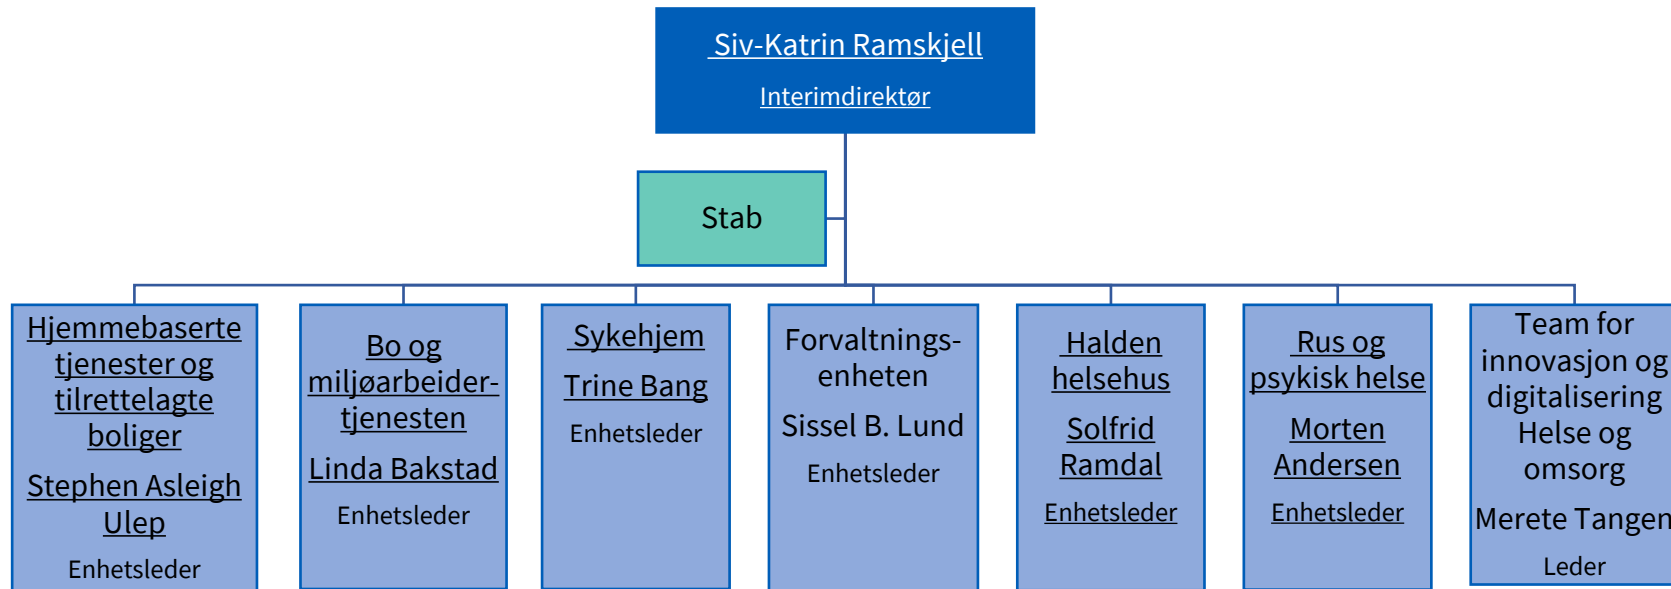 Siv-Katrin Ramskjell
Interimdirektør
Stab
Hjemmebaserte
tjenester og
tilrettelagte
boliger
Stephen Asleigh
Ulep
Enhetsleder
Bo og
miljøarbeider-
tjenesten
Linda Bakstad
Enhetsleder
Sykehjem
Trine Bang
Enhetsleder
Forvaltnings-
enheten
Sissel B. Lund
Enhetsleder
Halden
helsehus
Solfrid
Ramdal
Enhetsleder
Rus og
psykisk helse
Morten
Andersen
Enhetsleder
Team for
innovasjon og
digitalisering
Helse og
omsorg
Merete Tangen
Leder